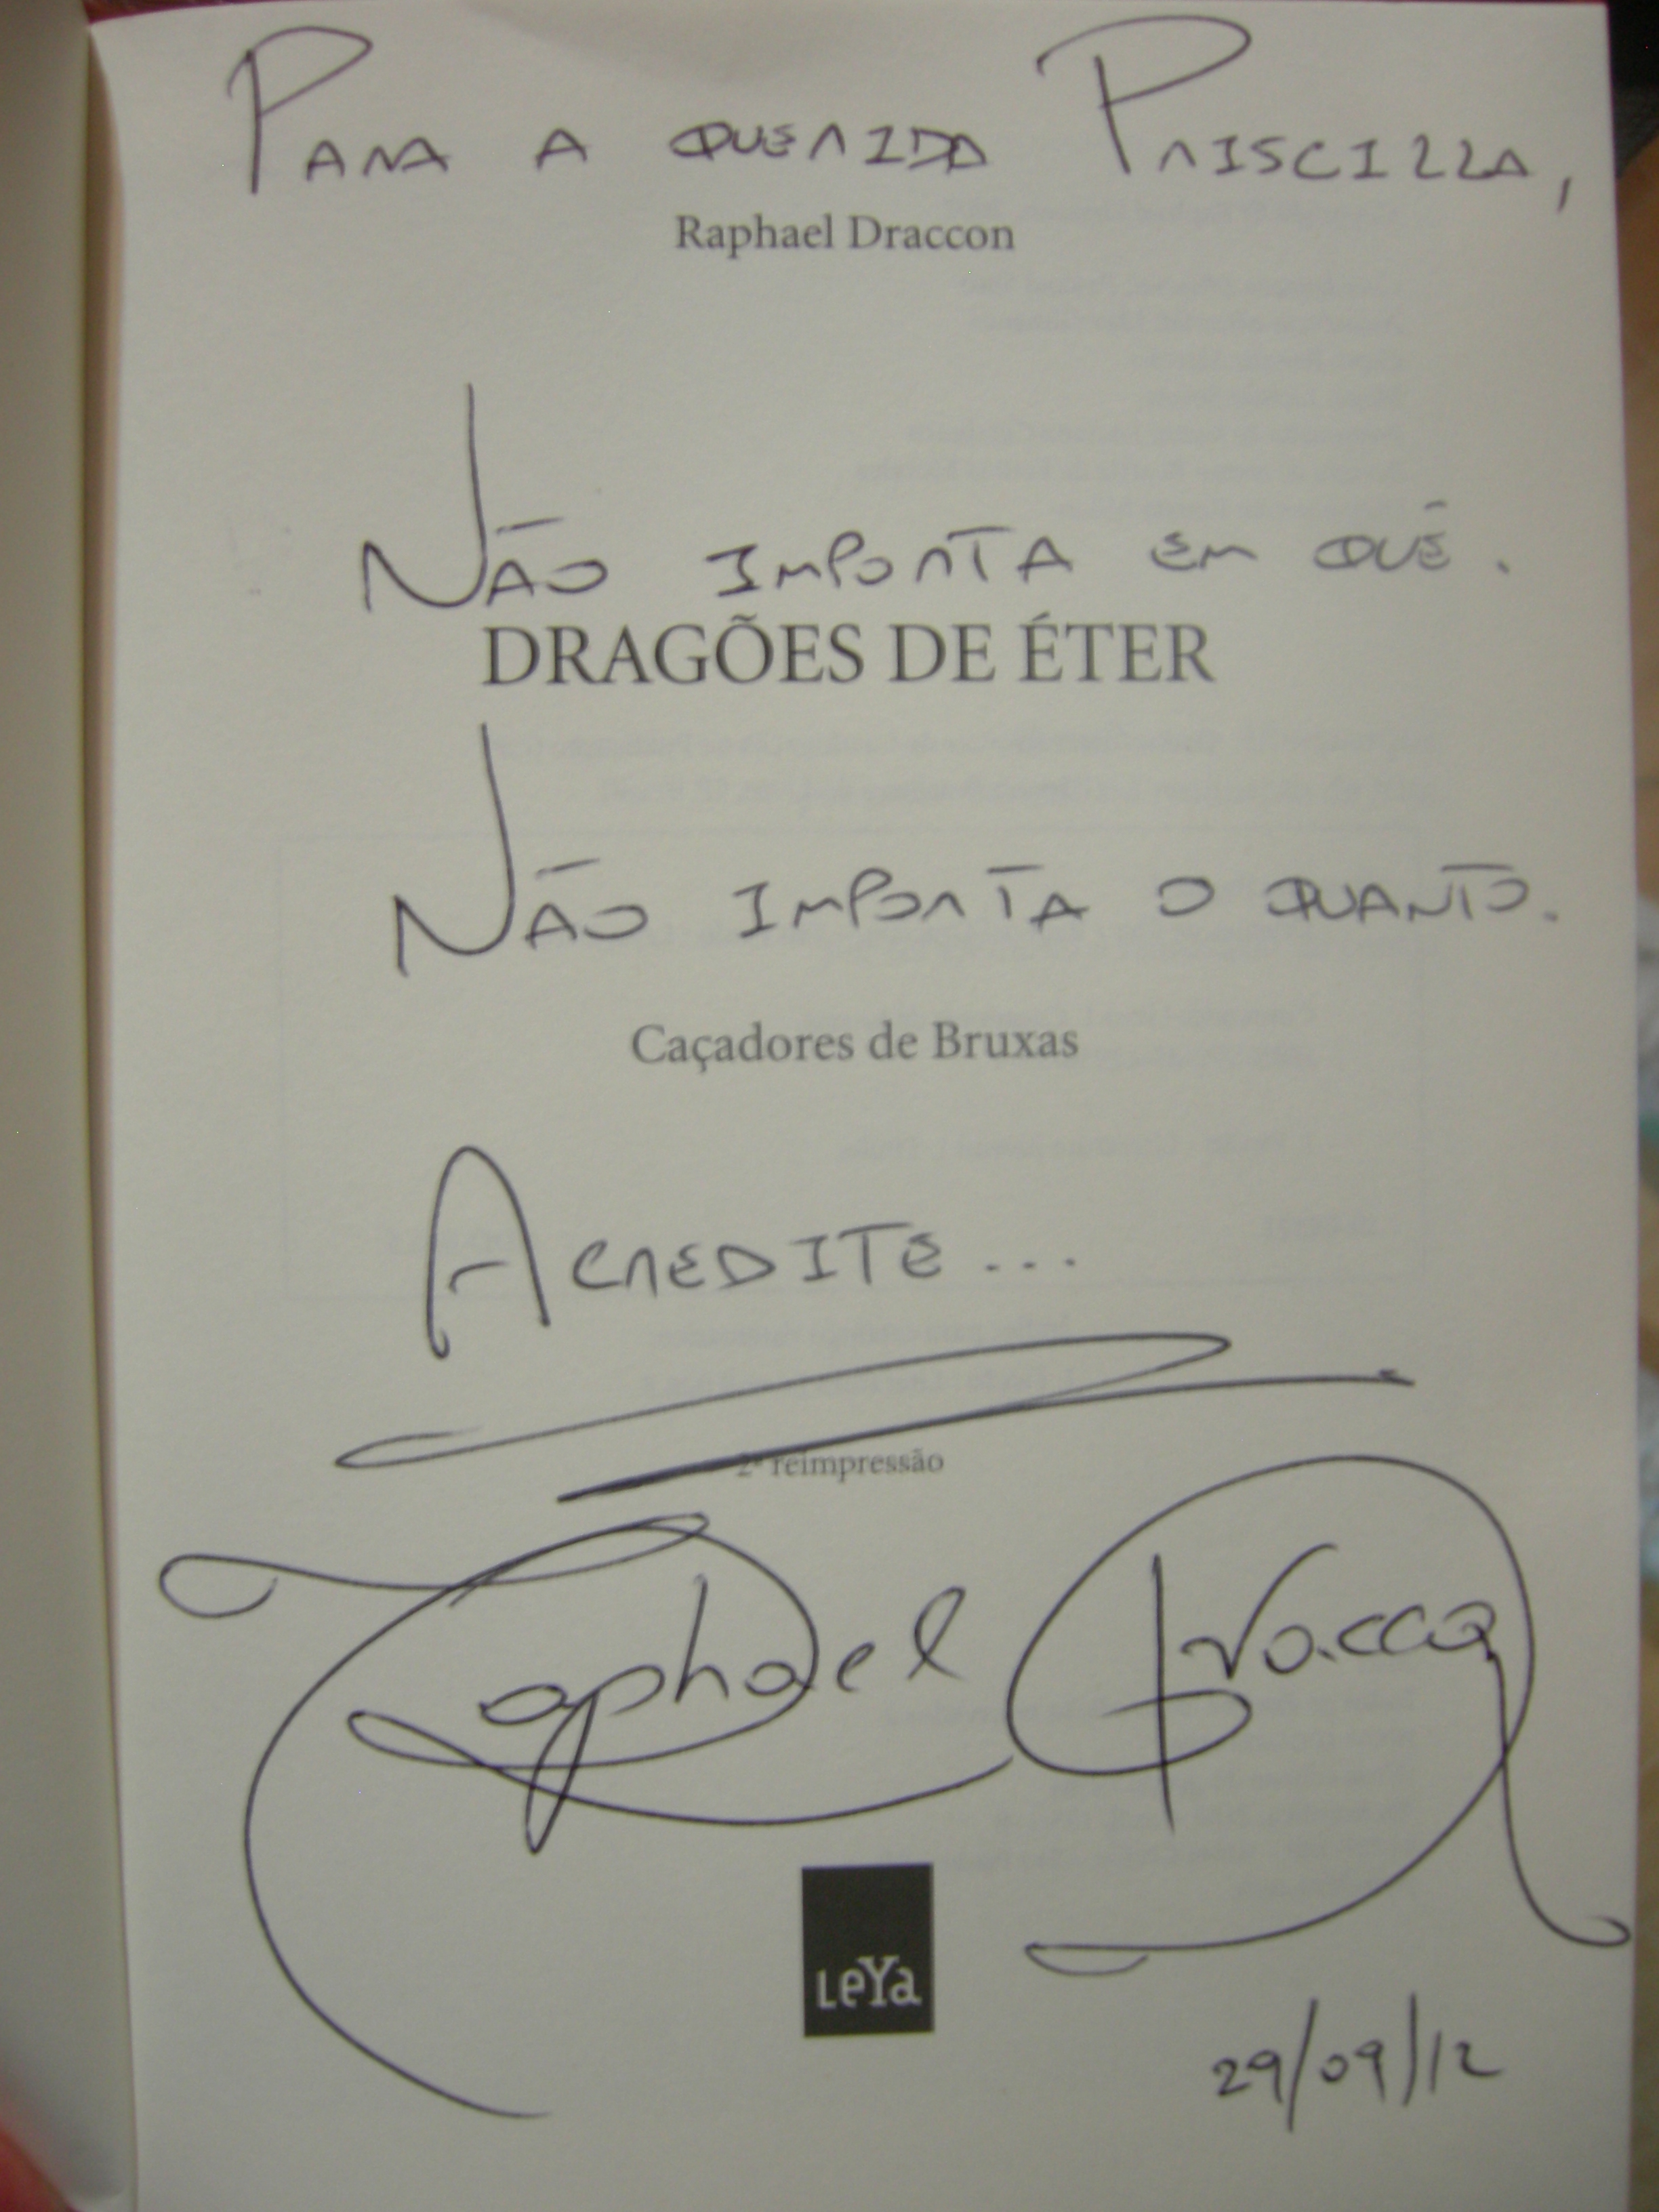 PARA A QUERIDA PRISCILLA,
Raphael Draccon
NÃO IMPORTA EM QUÊ.
DRAGÕES DE ÉTER
NÃO IMPORTA O QUANTO.
Caçadores de Bruxas
ACREDITE...
2ª reimpressão
Raphael Draccon
LeYa
29/09/12